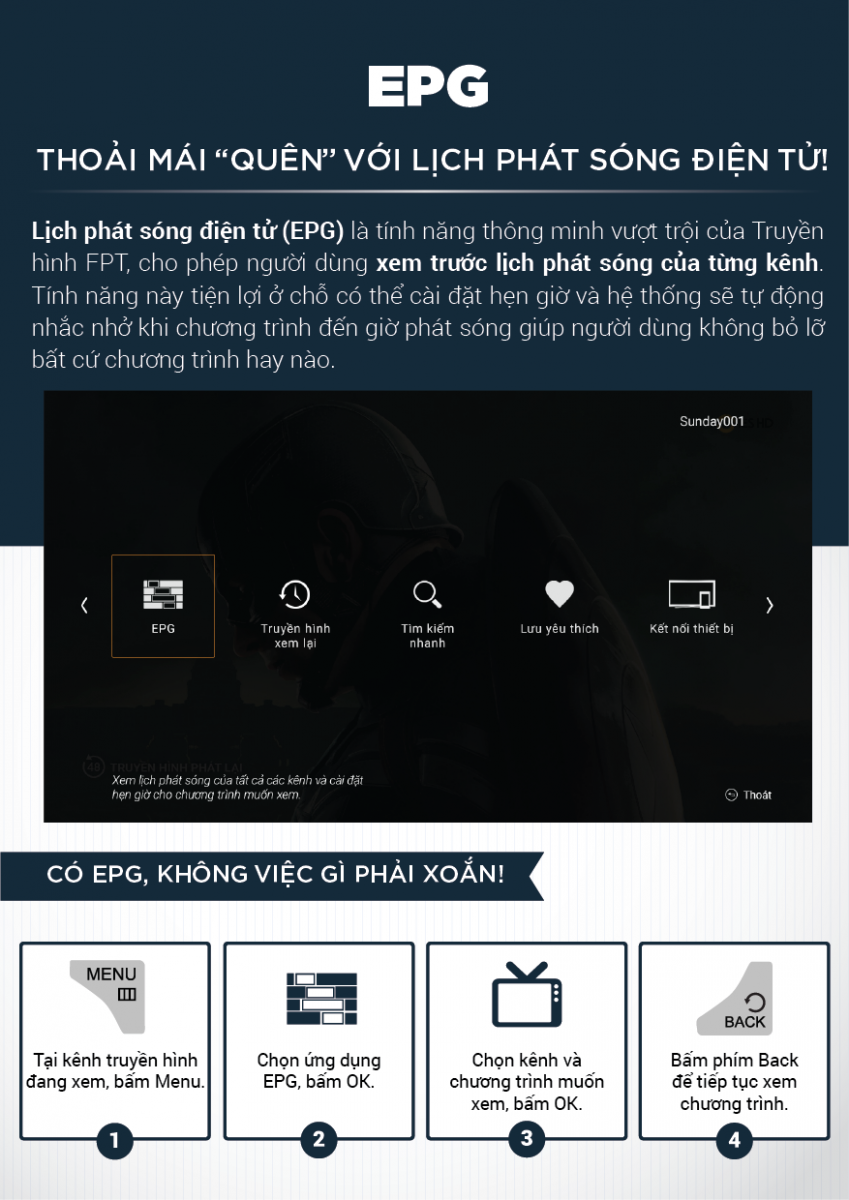 EPG
THOẢI MÁI “QUÊN” VỚI LỊCH PHÁT SÓNG ĐIỆN TỬ!
Lịch phát sóng điện tử (EPG) là tính năng thông minh vượt trội của Truyền
hình FPT, cho phép người dùng xem trước lịch phát sóng của từng kênh.
Tính năng này tiện lợi ở chỗ có thể cài đặt hẹn giờ và hệ thống sẽ tự động
nhắc nhở khi chương trình đến giờ phát sóng giúp người dùng không bỏ lỡ
bất cứ chương trình hay nào.
Sunday001
EPG
Truyền hình
xem lại
Tìm kiếm
nhanh
Lưu yêu thích
Kết nối thiết bị
48 TRUYỀN HÌNH PHÁT LẠI
Xem lịch phát sóng của tất cả các kênh và cài đặt
hẹn giờ cho chương trình muốn xem.
Thoát
CÓ EPG, KHÔNG VIỆC GÌ PHẢI XOẮN!
MENU
Tại kênh truyền hình
đang xem, bấm Menu.
1
Chọn ứng dụng
EPG, bấm OK.
2
Chọn kênh và
chương trình muốn
xem, bấm OK.
3
BACK
Bấm phím Back
để tiếp tục xem
chương trình.
4